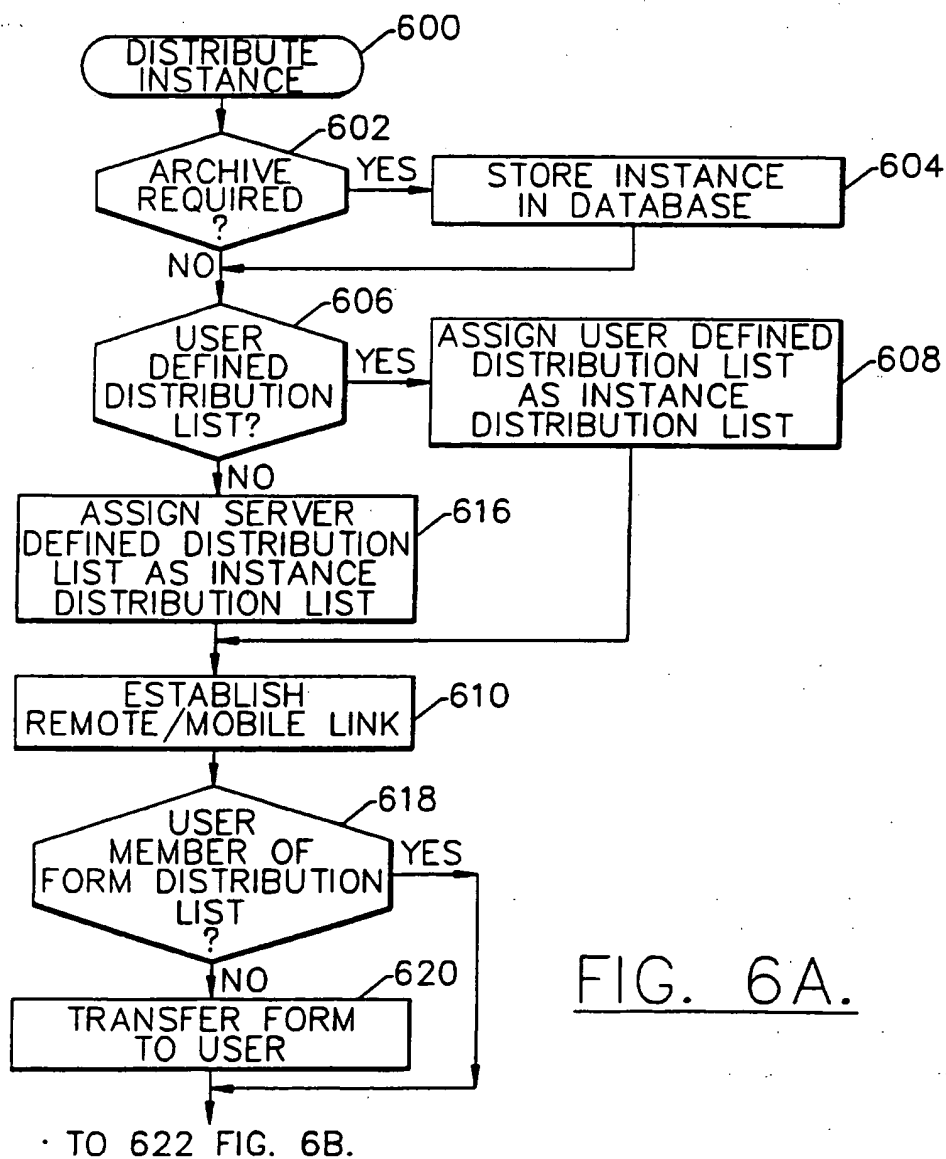 600
DISTRIBUTE
INSTANCE
602
ARCHIVE
REQUIRED
?
YES
STORE INSTANCE
IN DATABASE
604
NO
606
USER
DEFINED
DISTRIBUTION
LIST?
YES
ASSIGN USER DEFINED
DISTRIBUTION LIST
AS INSTANCE
DISTRIBUTION LIST
608
NO
ASSIGN SERVER
DEFINED DISTRIBUTION
LIST AS INSTANCE
DISTRIBUTION LIST
616
ESTABLISH
REMOTE/MOBILE LINK
610
618
USER
MEMBER OF
FORM DISTRIBUTION
LIST
?
YES
NO
620
TRANSFER FORM
TO USER
TO 622 FIG. 6B.
FIG. 6A.